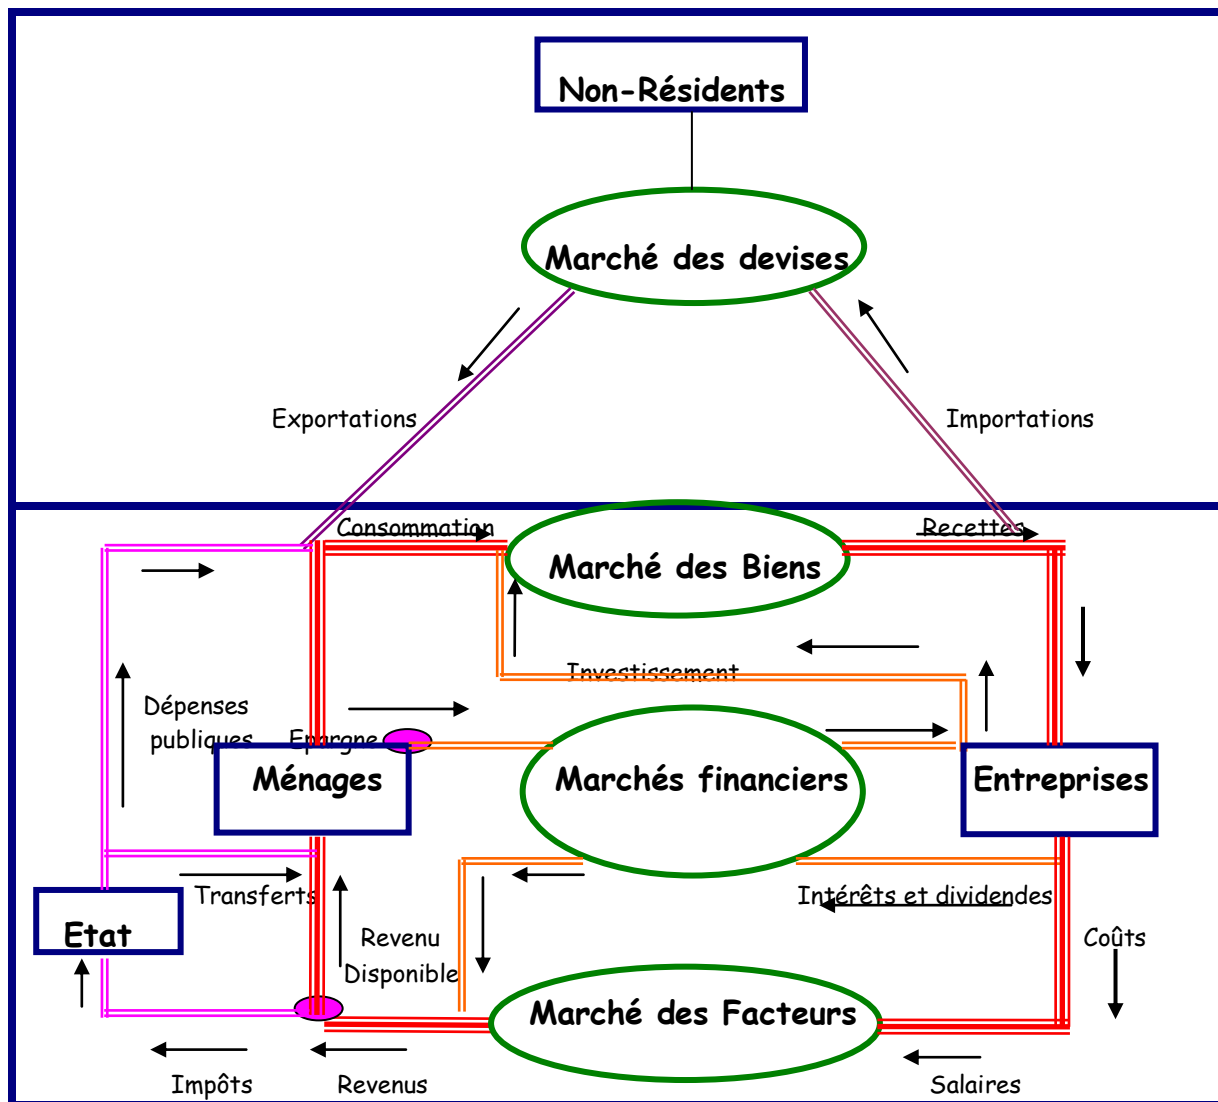 Non-Résidents
Marché des devises
Exportations
Importations
Consommation
Recettes
Marché des Biens
Investissement
Dépenses
publiques
Epargne
Ménages
Marchés financiers
Entreprises
Transferts
Intérêts et dividendes
Etat
Revenu
Disponible
Coûts
Marché des Facteurs
Impôts
Revenus
Salaires